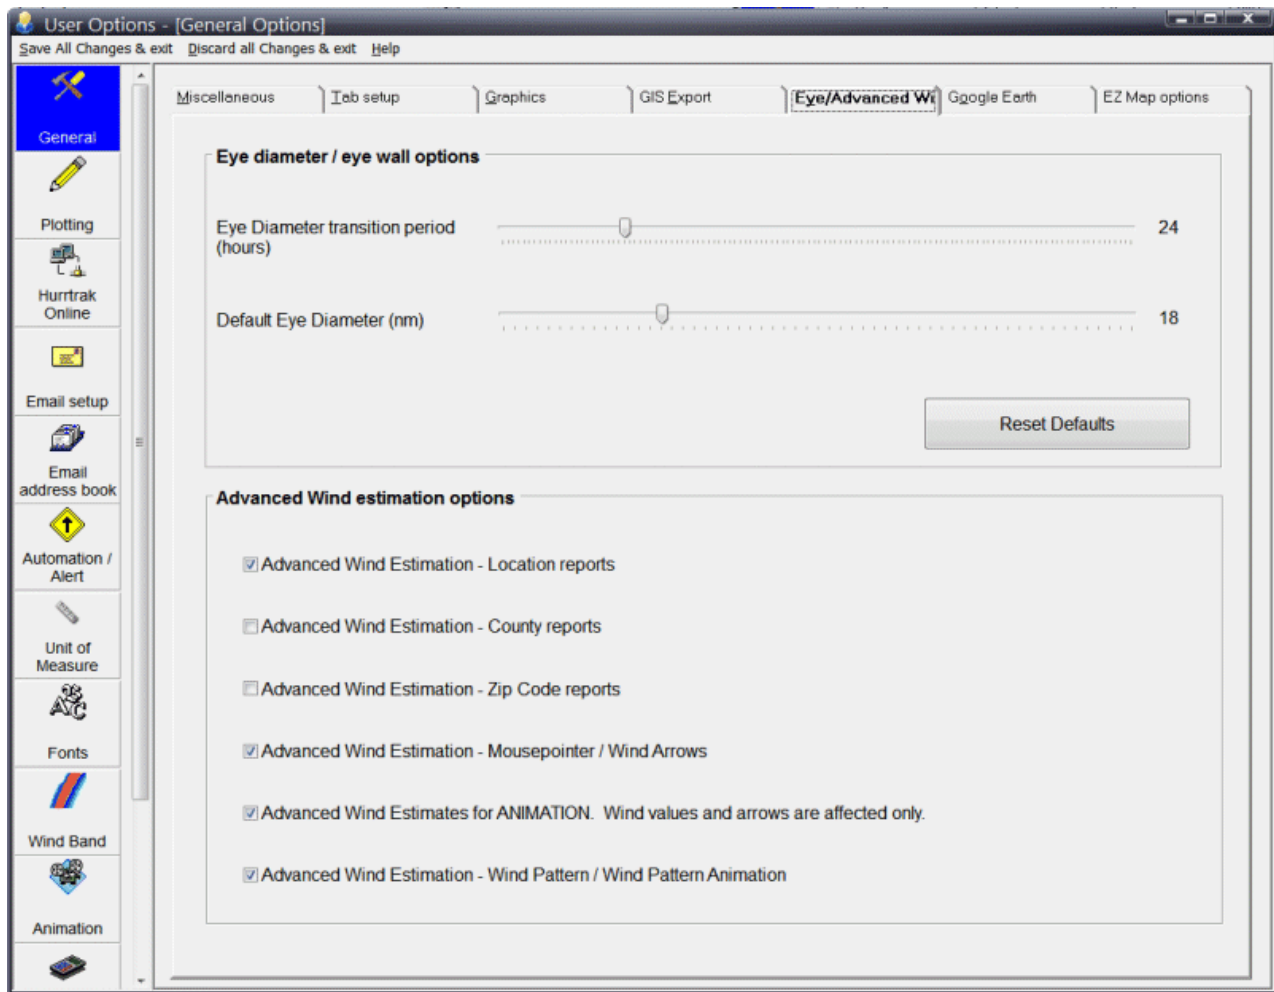 User Options - [General Options]
Save All Changes & exit Discard all Changes & exit Help
General
Plotting
Hurrtrak
Online
Email setup
Email
address book
Automation /
Alert
Unit of
Measure
Fonts
Wind Band
Animation
Miscellaneous Tab setup Graphics GIS Export Eye/Advanced Wi Google Earth EZ Map options
Eye diameter / eye wall options
Eye Diameter transition period
(hours)
24
Default Eye Diameter (nm)
18
Reset Defaults
Advanced Wind estimation options
Advanced Wind Estimation - Location reports
Advanced Wind Estimation - County reports
Advanced Wind Estimation - Zip Code reports
Advanced Wind Estimation - Mousepointer / Wind Arrows
Advanced Wind Estimates for ANIMATION. Wind values and arrows are affected only.
Advanced Wind Estimation - Wind Pattern / Wind Pattern Animation